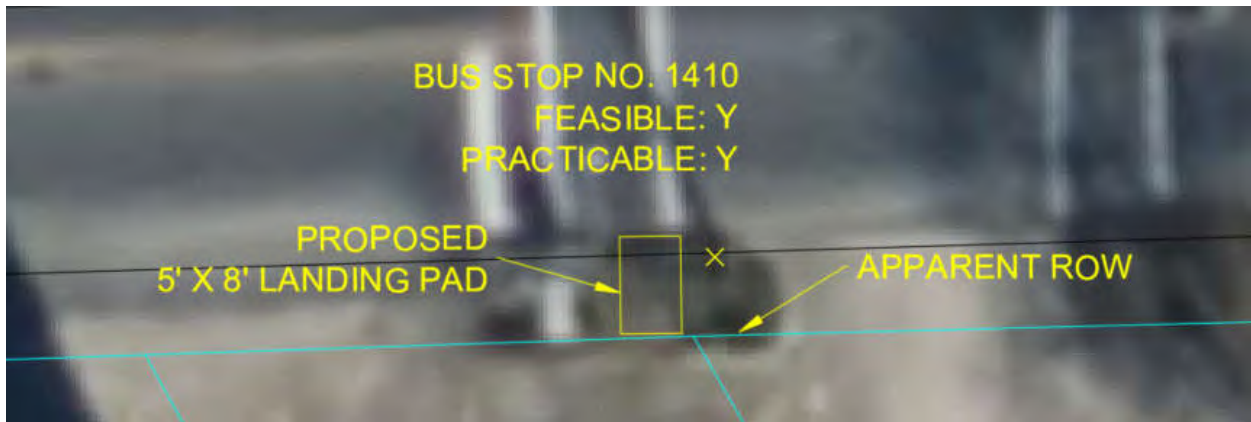 BUS STOP NO. 1410
FEASIBLE: Y
PRACTICABLE: Y
PROPOSED
5' X 8' LANDING PAD
APPARENT ROW